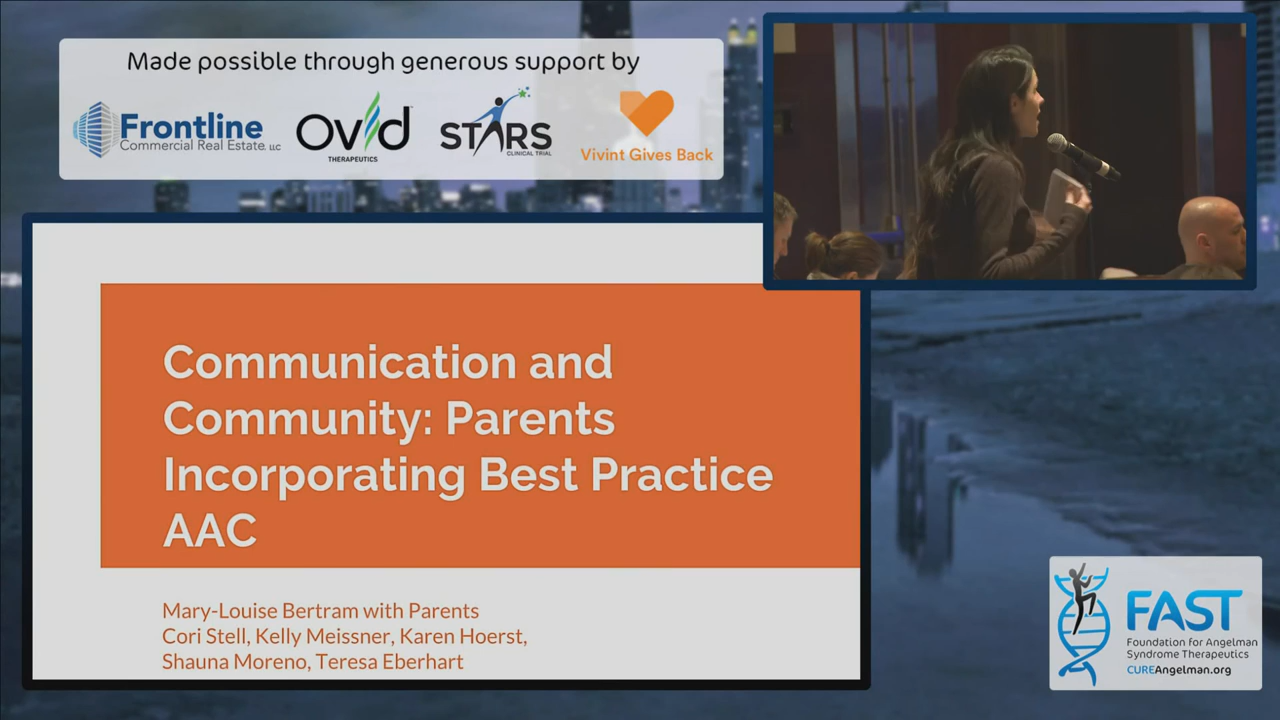 Made possible through generous support by
Frontline
Commercial Real Estate, LLC
Ovid
THERAPEUTICS
STARS
CLINICAL TRIAL
Vivint Gives Back
Communication and
Community: Parents
Incorporating Best Practice
AAC
Mary-Louise Bertram with Parents
Cori Stell, Kelly Meissner, Karen Hoerst,
Shauna Moreno, Teresa Eberhart
FAST
Foundation for Angelman
Syndrome Therapeutics
CUREAngelman.org